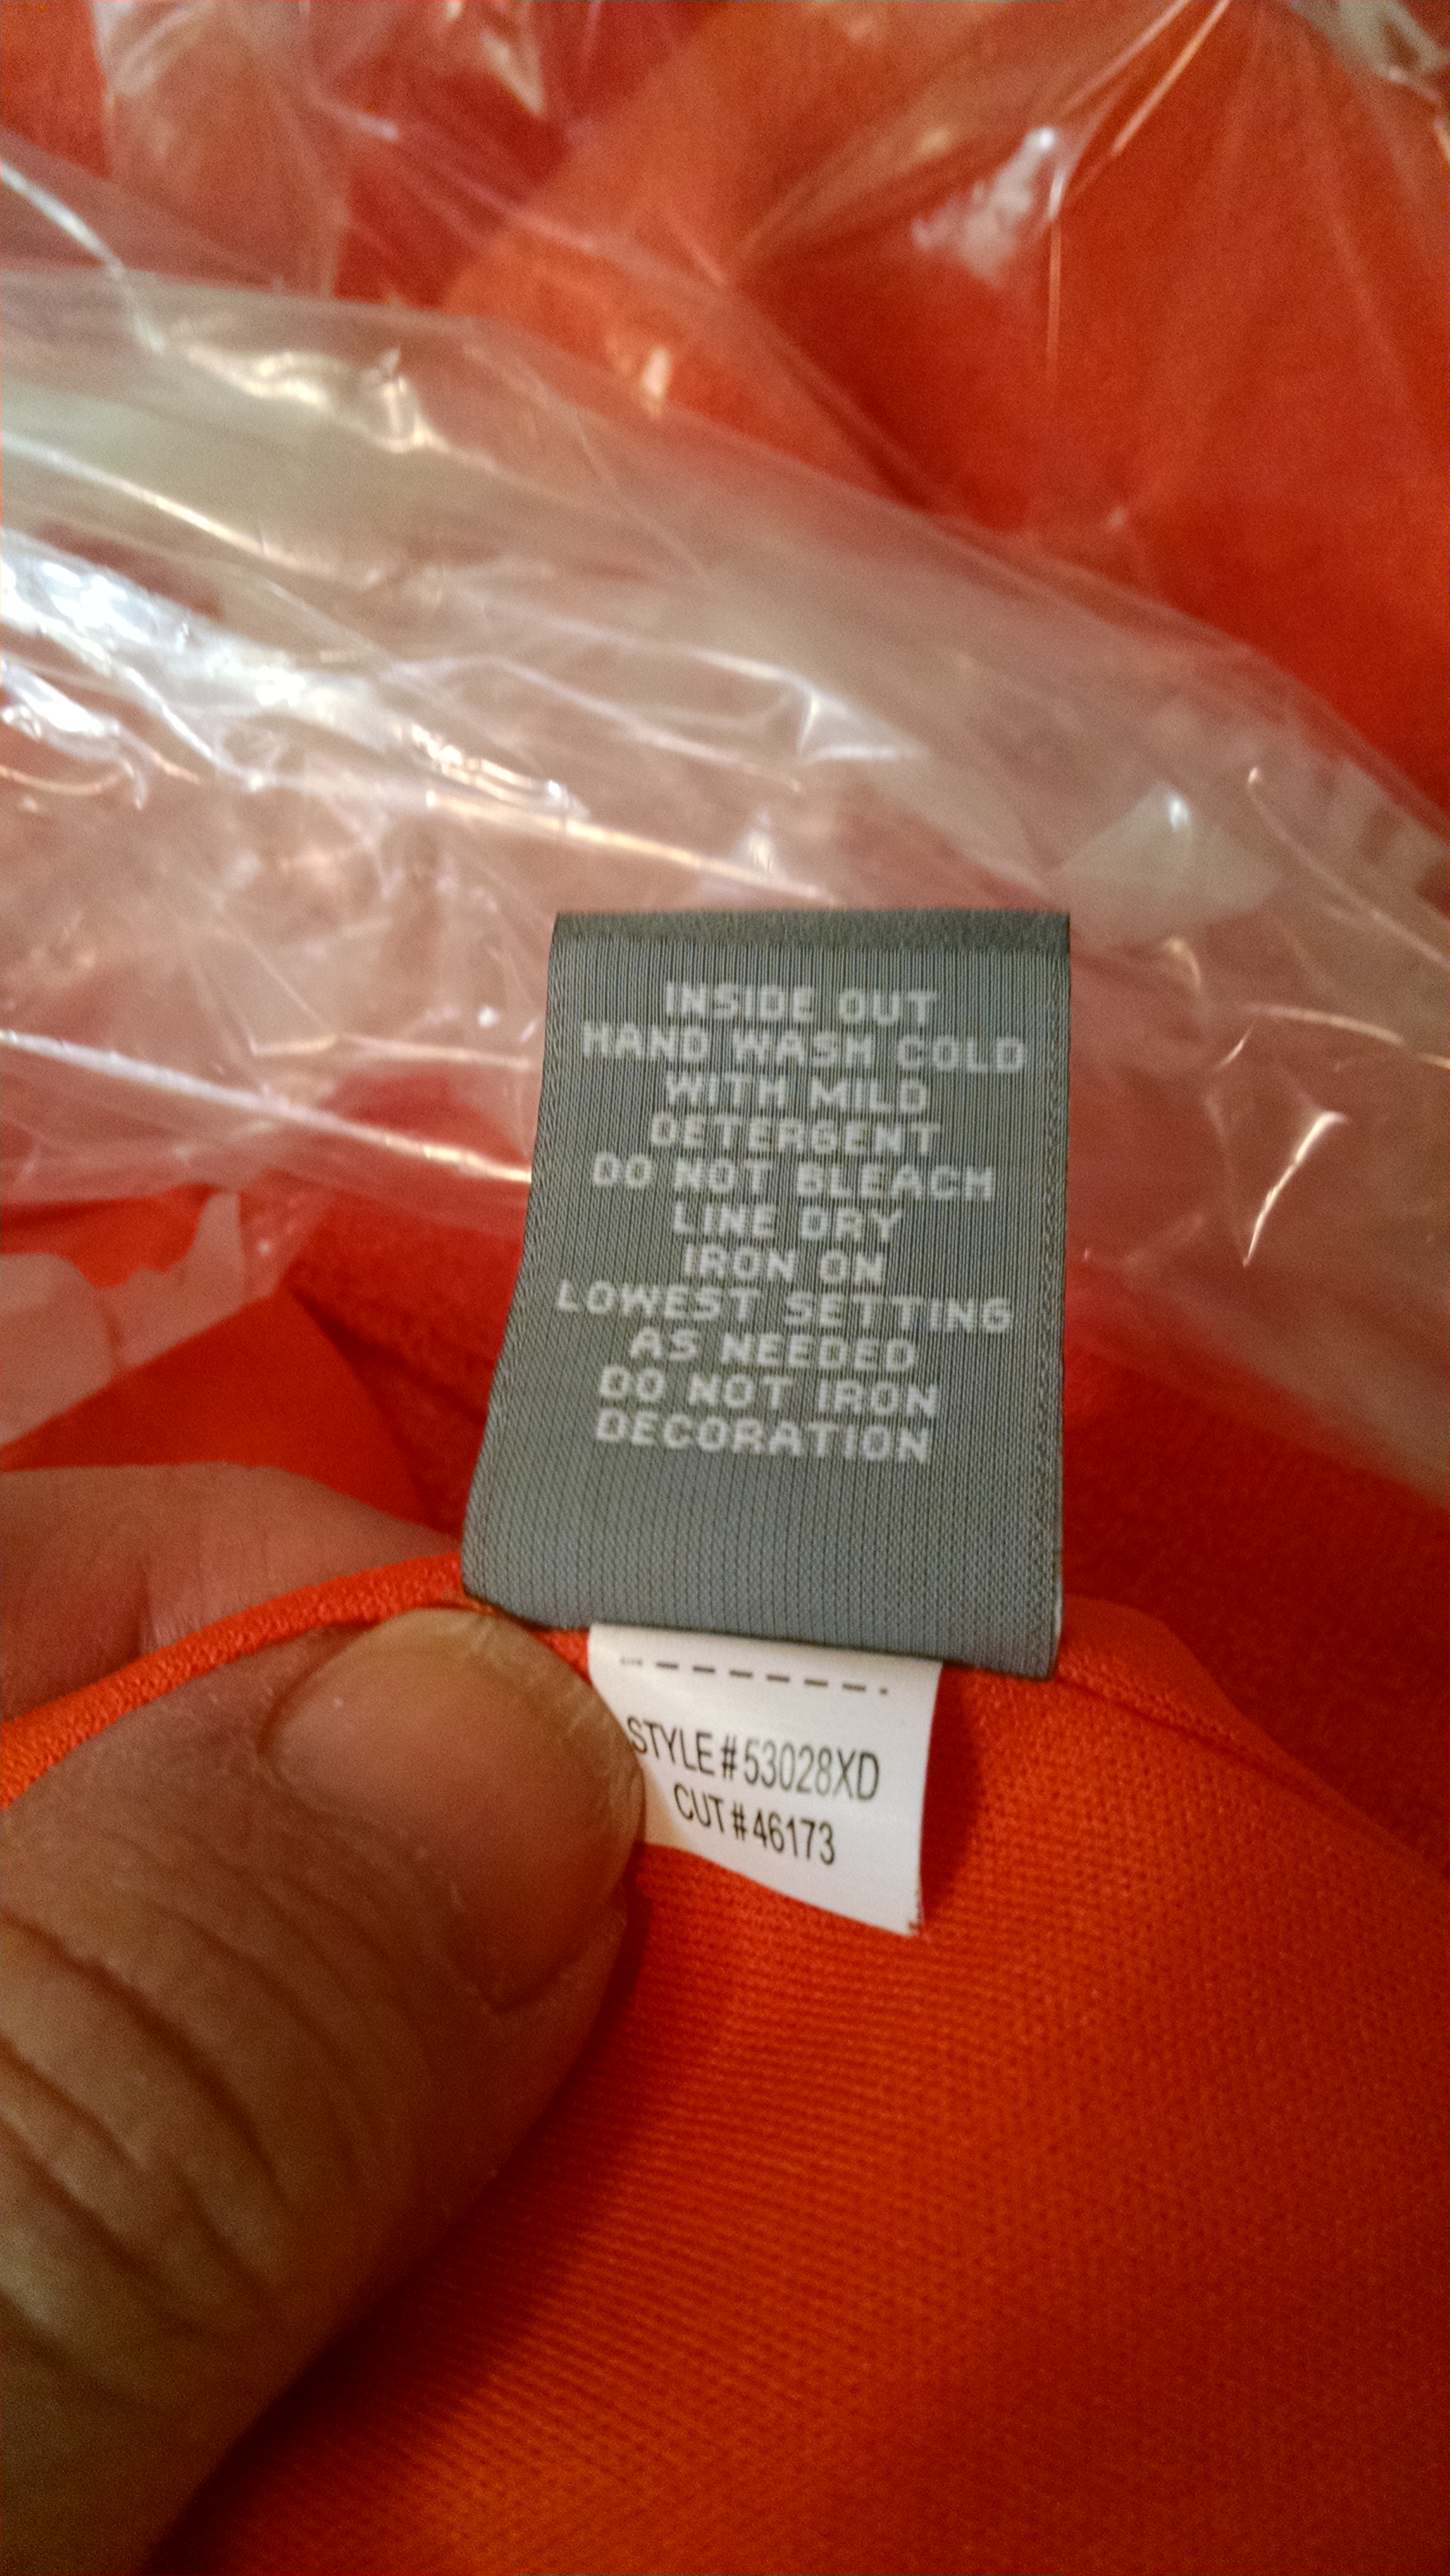 INSIDE OUT
HAND WASH COLD
WITH MILD
DETERGENT
DO NOT BLEACH
LINE DRY
IRON ON
LOWEST SETTING
AS NEEDED
DO NOT IRON
DECORATION
STYLE#53028XD
CUT#46173